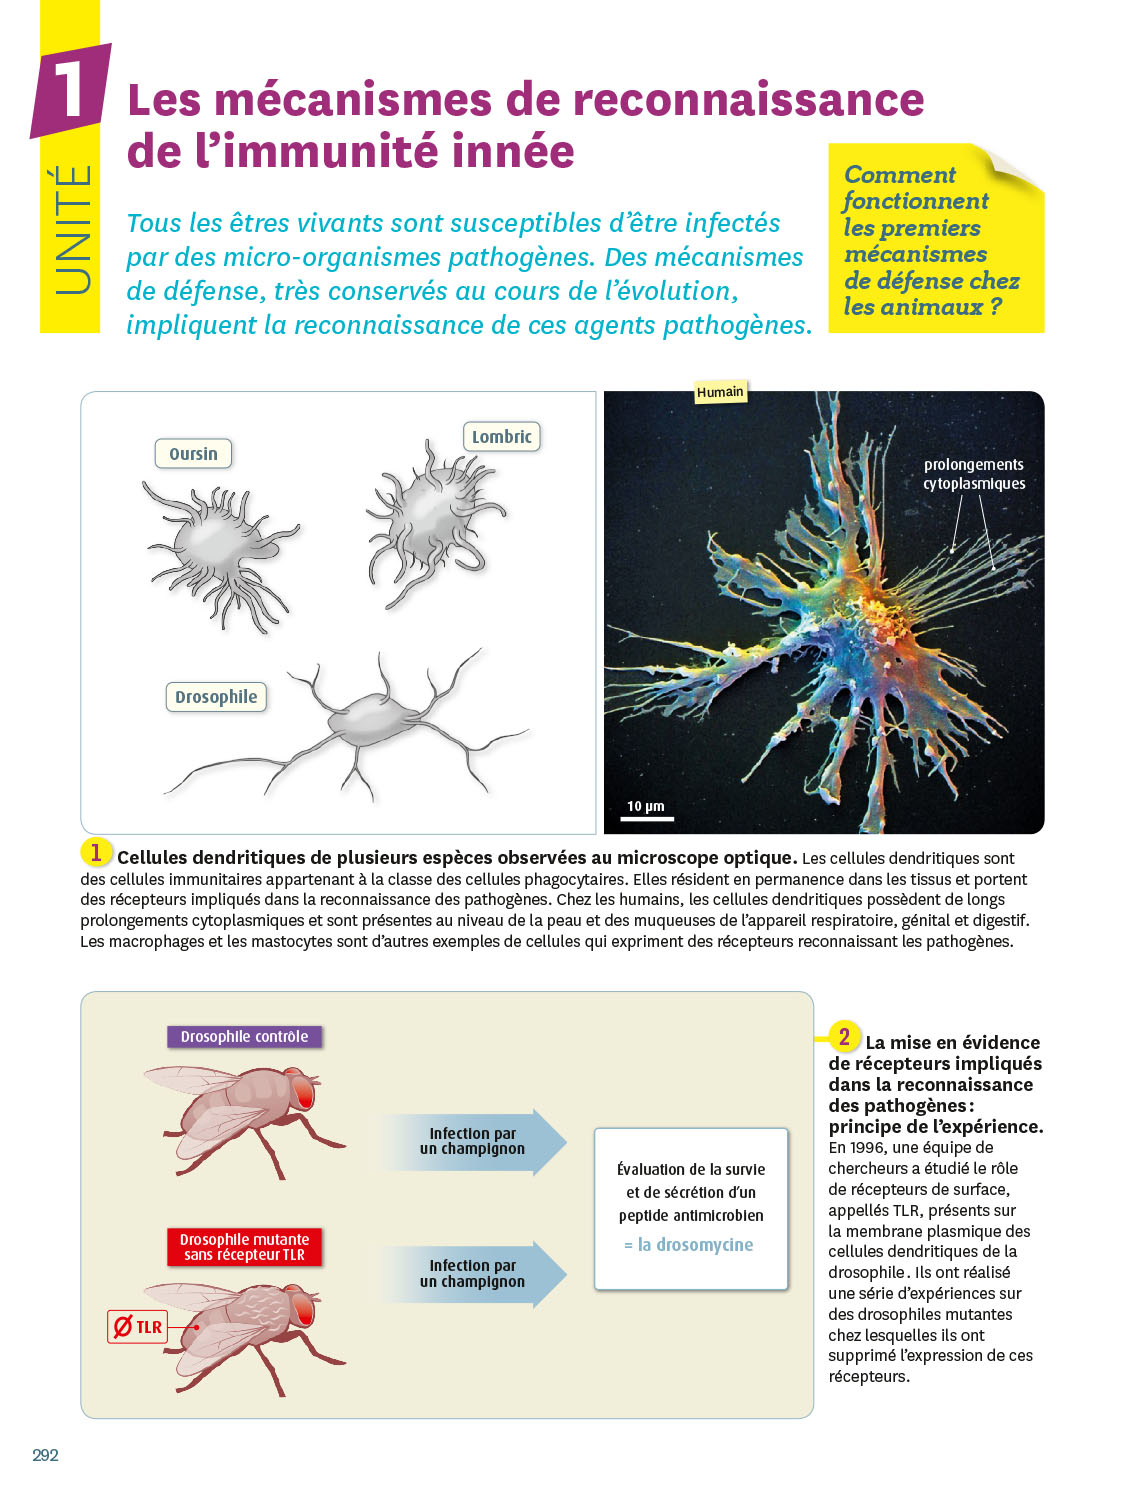 1
UNITÉ
Les mécanismes de reconnaissance
de l’immunité innée
Tous les êtres vivants sont susceptibles d’être infectés
par des micro-organismes pathogènes. Des mécanismes
de défense, très conservés au cours de l’évolution,
impliquent la reconnaissance de ces agents pathogènes.
Comment
fonctionnent
les premiers
mécanismes
de défense chez
les animaux ?
Oursin
Lombric
Drosophile
Humain
prolongements
cytoplasmiques
10 µm
1 Cellules dendritiques de plusieurs espèces observées au microscope optique. Les cellules dendritiques sont
des cellules immunitaires appartenant à la classe des cellules phagocytaires. Elles résident en permanence dans les tissus et portent
des récepteurs impliqués dans la reconnaissance des pathogènes. Chez les humains, les cellules dendritiques possèdent de longs
prolongements cytoplasmiques et sont présentes au niveau de la peau et des muqueuses de l’appareil respiratoire, génital et digestif.
Les macrophages et les mastocytes sont d’autres exemples de cellules qui expriment des récepteurs reconnaissant les pathogènes.
Drosophile contrôle
Infection par
un champignon
Drosophile mutante
sans récepteur TLR
Ø TLR
Infection par
un champignon
Évaluation de la survie
et de sécrétion d’un
peptide antimicrobien
= la drosomycine
2 La mise en évidence
de récepteurs impliqués
dans la reconnaissance
des pathogènes :
principe de l’expérience.
En 1996, une équipe de
chercheurs a étudié le rôle
de récepteurs de surface,
appellés TLR, présents sur
la membrane plasmique des
cellules dendritiques de la
drosophile . Ils ont réalisé
une série d’expériences sur
des drosophiles mutantes
chez lesquelles ils ont
supprimé l’expression de ces
récepteurs.
292